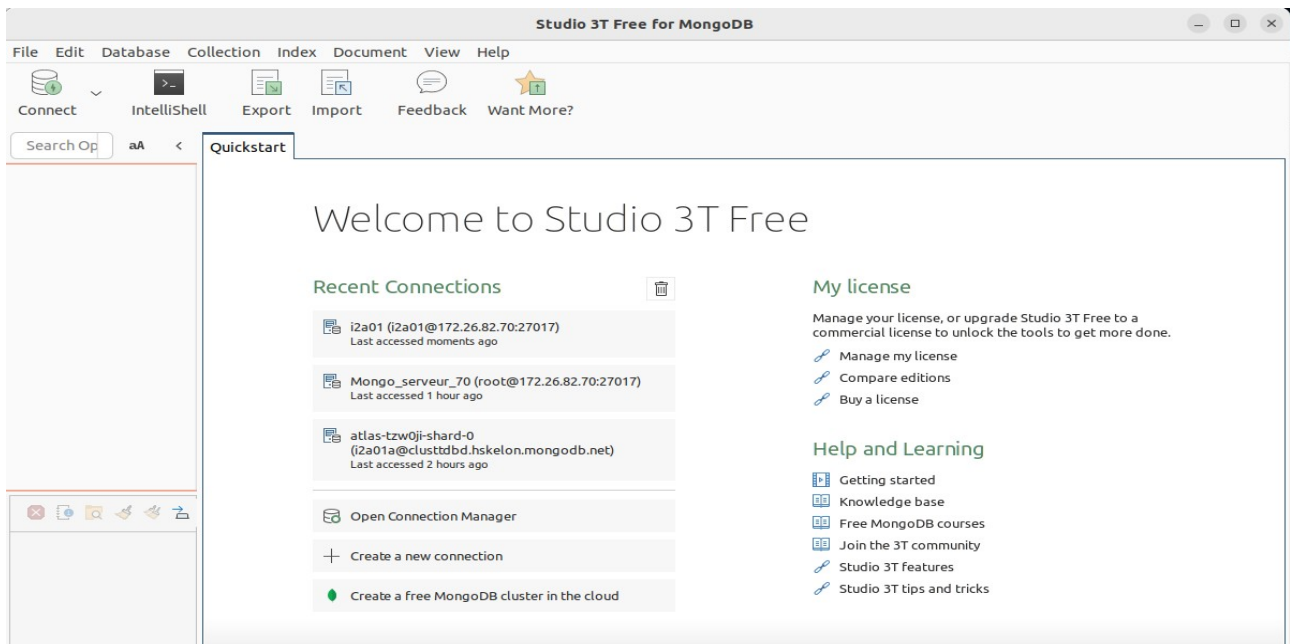 Studio 3T Free for MongoDB
File Edit Database Collection Index Document View Help
Connect IntelliShell Export Import Feedback Want More?
Search Op aA Quickstart
Welcome to Studio 3T Free
Recent Connections
i2a01 (i2a01@172.26.82.70:27017)
Last accessed moments ago
Mongo_serveur_70 (root@172.26.82.70:27017)
Last accessed 1 hour ago
atlas-tzw0ji-shard-0
(i2a01a@clusttdbd.hskelon.mongodb.net)
Last accessed 2 hours ago
Open Connection Manager
Create a new connection
Create a free MongoDB cluster in the cloud
My license
Manage your license, or upgrade Studio 3T Free to a
commercial license to unlock the tools to get more done.
Manage my license
Compare editions
Buy a license
Help and Learning
Getting started
Knowledge base
Free MongoDB courses
Join the 3T community
Studio 3T features
Studio 3T tips and tricks